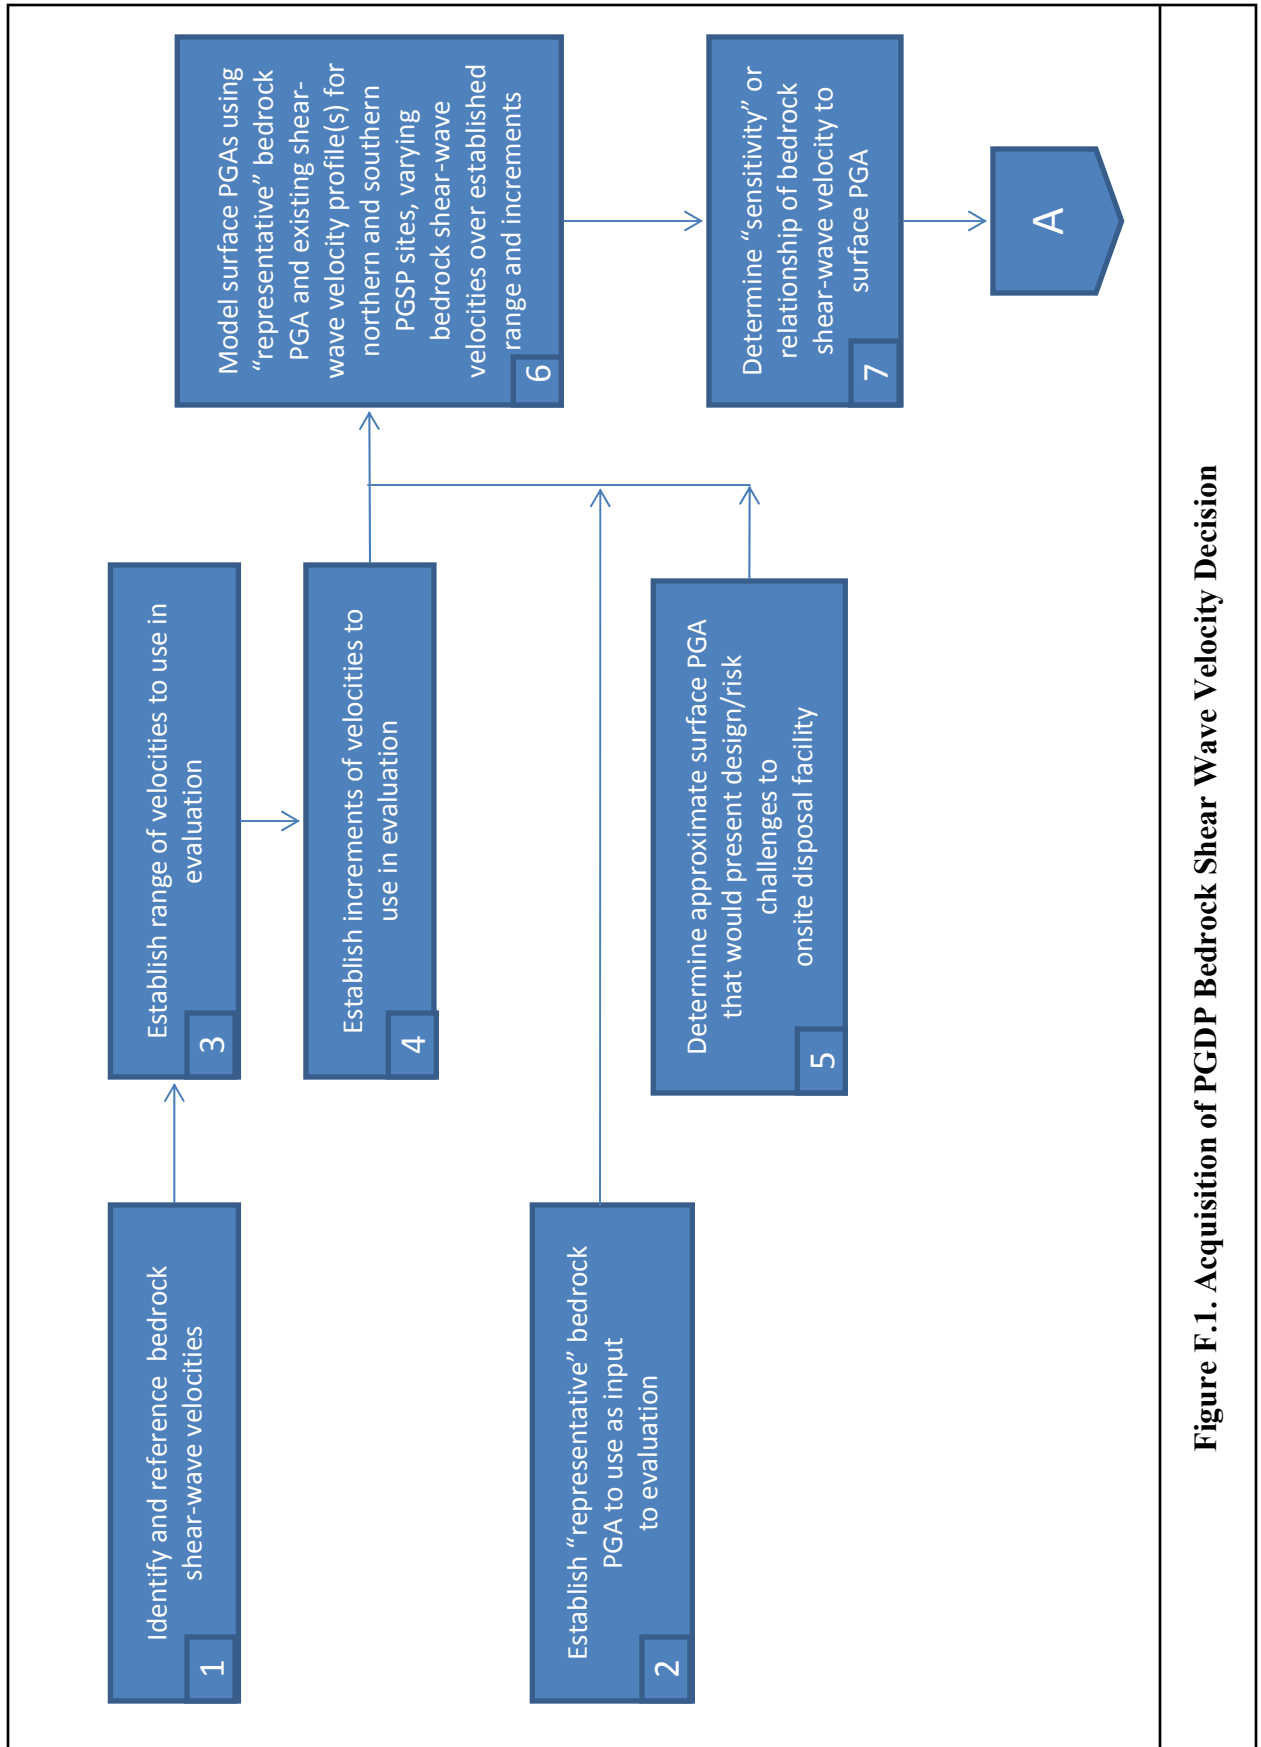 Identify and reference bedrock
shear-wave velocities
1
Establish “representative” bedrock
PGA to use as input
to evaluation
2
Establish range of velocities to use in
evaluation
3
Establish increments of velocities to
use in evaluation
4
Determine approximate surface PGA
that would present design/risk
challenges to
onsite disposal facility
5
Model surface PGAs using
“representative” bedrock
PGA and existing shear-
wave velocity profile(s) for
northern and southern
PGSP sites, varying
bedrock shear-wave
velocities over established
range and increments
6
Determine “sensitivity” or
relationship of bedrock
shear-wave velocity to
surface PGA
7
A
Figure F.1. Acquisition of PGDP Bedrock Shear Wave Velocity Decision